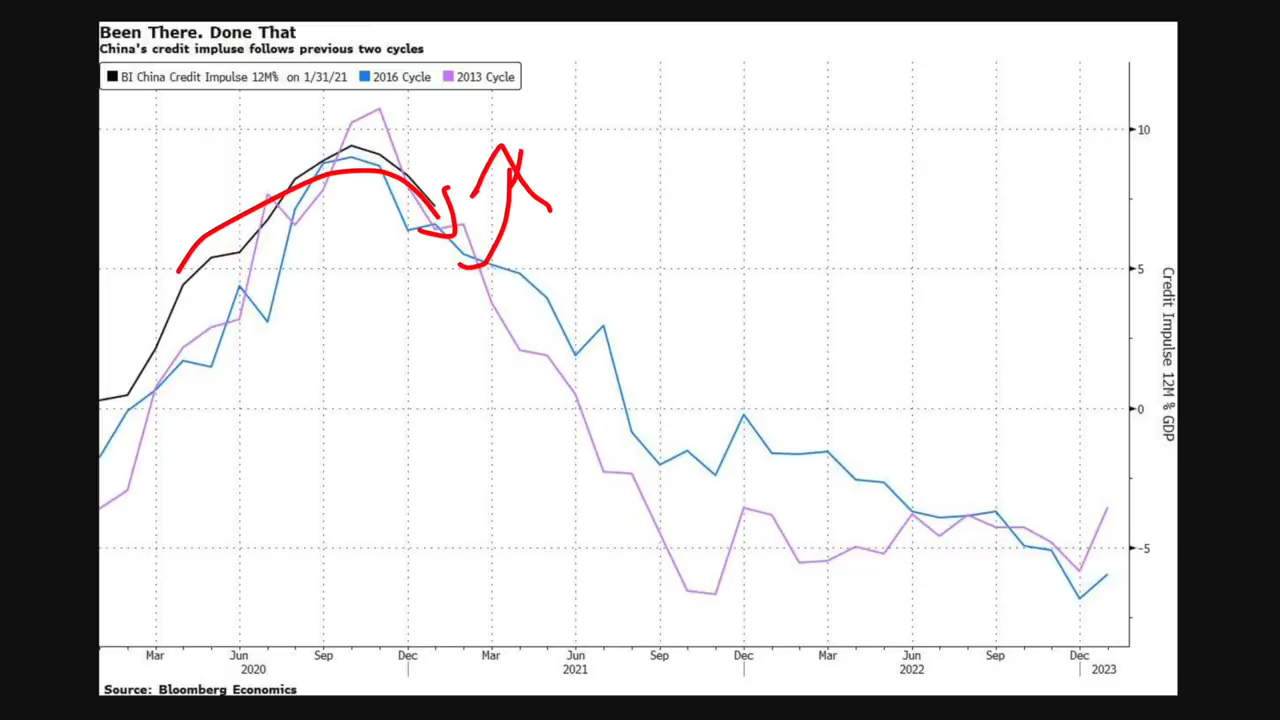 Been There. Done That
China's credit impluse follows previous two cycles
BI China Credit Impulse 12M% on 1/31/21 2016 Cycle 2013 Cycle
10
5
0
-5
Credit Impulse 12M % GDP
Mar Jun Sep Dec Mar Jun Sep Dec Mar Jun Sep Dec
2020 2021 2022 2023
Source: Bloomberg Economics